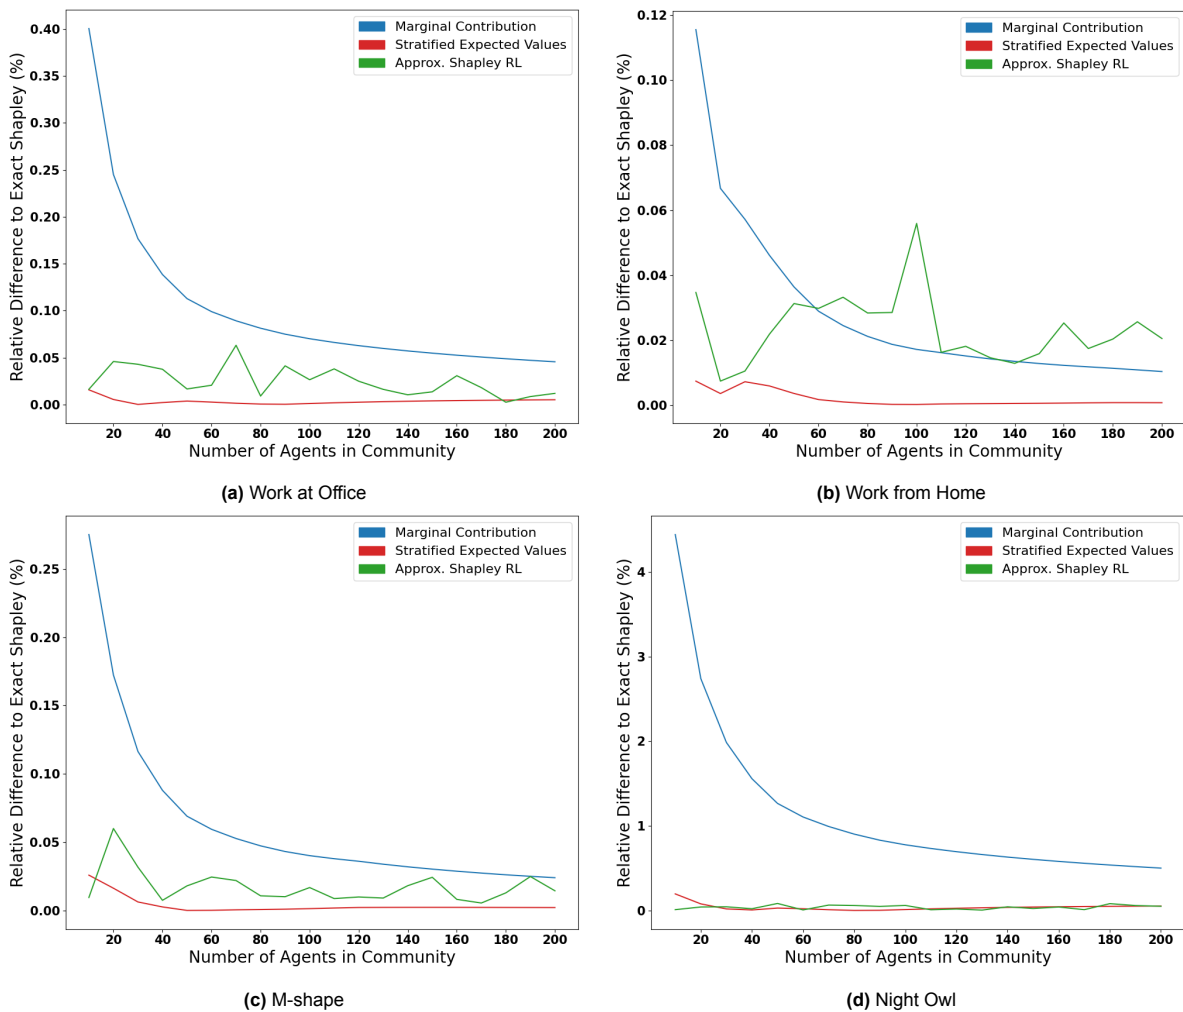 Relative Difference to Exact Shapley (%)
0.40
0.35
0.30
0.25
0.20
0.15
0.10
0.05
0.00
Marginal Contribution
Stratified Expected Values
Approx. Shapley RL
20 40 60 80 100 120 140 160 180 200
Number of Agents in Community
(a) Work at Office
Relative Difference to Exact Shapley (%)
0.12
0.10
0.08
0.06
0.04
0.02
0.00
Marginal Contribution
Stratified Expected Values
Approx. Shapley RL
20 40 60 80 100 120 140 160 180 200
Number of Agents in Community
(b) Work from Home
Relative Difference to Exact Shapley (%)
0.25
0.20
0.15
0.10
0.05
0.00
Marginal Contribution
Stratified Expected Values
Approx. Shapley RL
20 40 60 80 100 120 140 160 180 200
Number of Agents in Community
(c) M-shape
Relative Difference to Exact Shapley (%)
4
3
2
1
0
Marginal Contribution
Stratified Expected Values
Approx. Shapley RL
20 40 60 80 100 120 140 160 180 200
Number of Agents in Community
(d) Night Owl